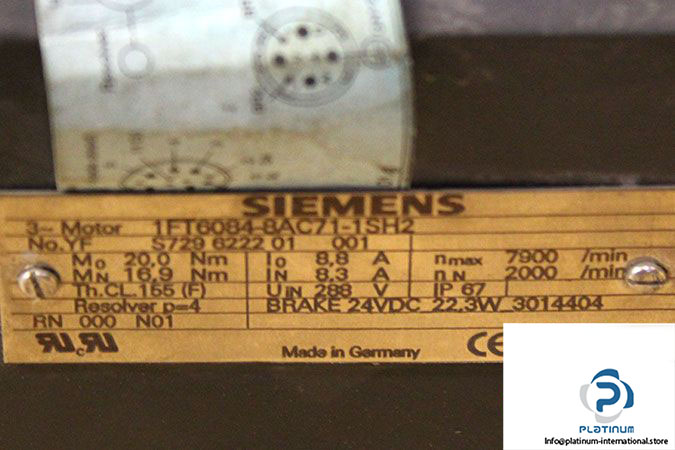 SIEMENS
3~ Motor 1FT6084-8AC71-1SH2
No.YF S729 6222 01 001
M0 20,0 Nm I0 8,8 A nmax 7900 /min
MN 16,9 Nm IN 8,3 A nN 2000 /min
Th.CL.155 (F) UIN 288 V IP 67
Resolver p=4 BRAKE 24VDC 22,3W 3014404
RN 000 N01
Made in Germany CE
PLATINUM
Info@platinum-international.store